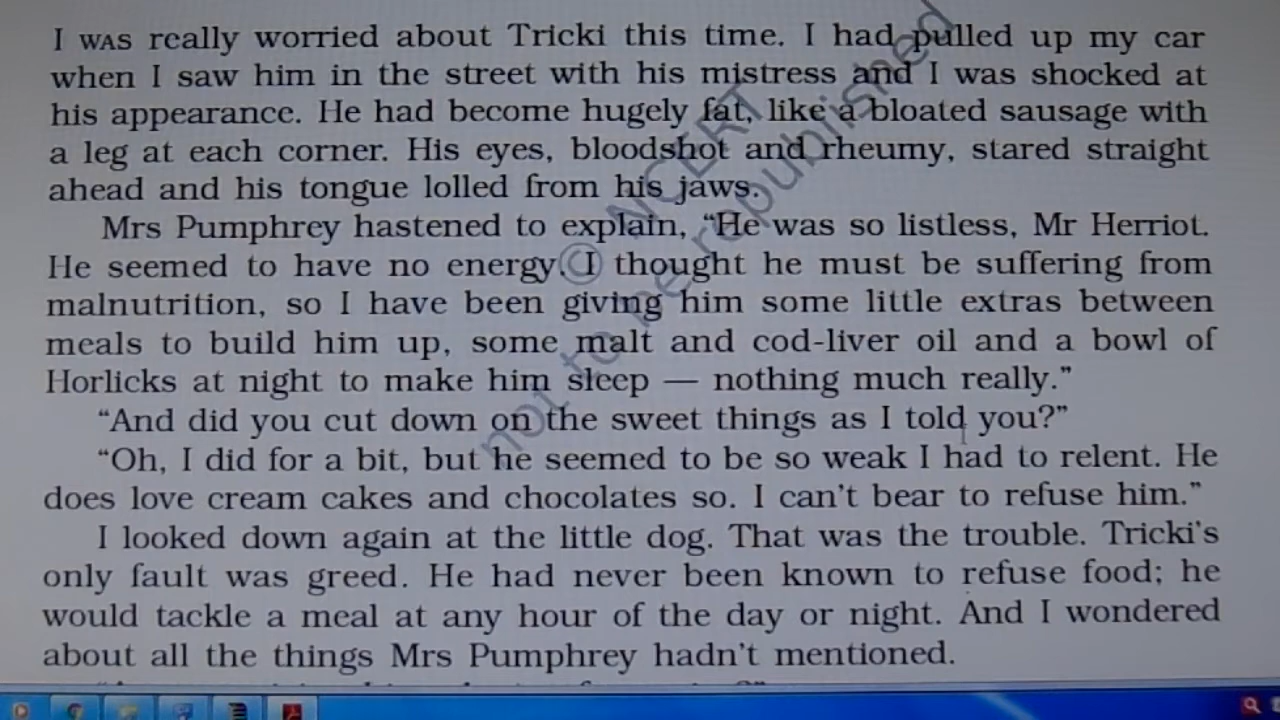 I WAS really worried about Tricki this time. I had pulled up my car
when I saw him in the street with his mistress and I was shocked at
his appearance. He had become hugely fat, like a bloated sausage with
a leg at each corner. His eyes, bloodshot and rheumy, stared straight
ahead and his tongue lolled from his jaws.
Mrs Pumphrey hastened to explain, “He was so listless, Mr Herriot.
He seemed to have no energy. I thought he must be suffering from
malnutrition, so I have been giving him some little extras between
meals to build him up, some malt and cod-liver oil and a bowl of
Horlicks at night to make him sleep — nothing much really.”
“And did you cut down on the sweet things as I told you?”
“Oh, I did for a bit, but he seemed to be so weak I had to relent. He
does love cream cakes and chocolates so. I can’t bear to refuse him.”
I looked down again at the little dog. That was the trouble. Tricki’s
only fault was greed. He had never been known to refuse food; he
would tackle a meal at any hour of the day or night. And I wondered
about all the things Mrs Pumphrey hadn’t mentioned.
© NCERT
not to be republished